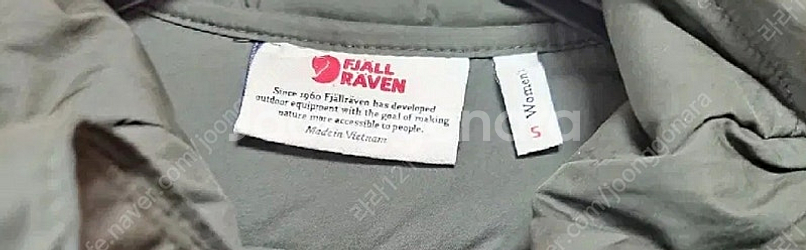 FJÄLL
RÄVEN
Since 1960 Fjällräven has developed
outdoor equipment with the goal of making
nature more accessible to people.
Made in Vietnam
Women's
S